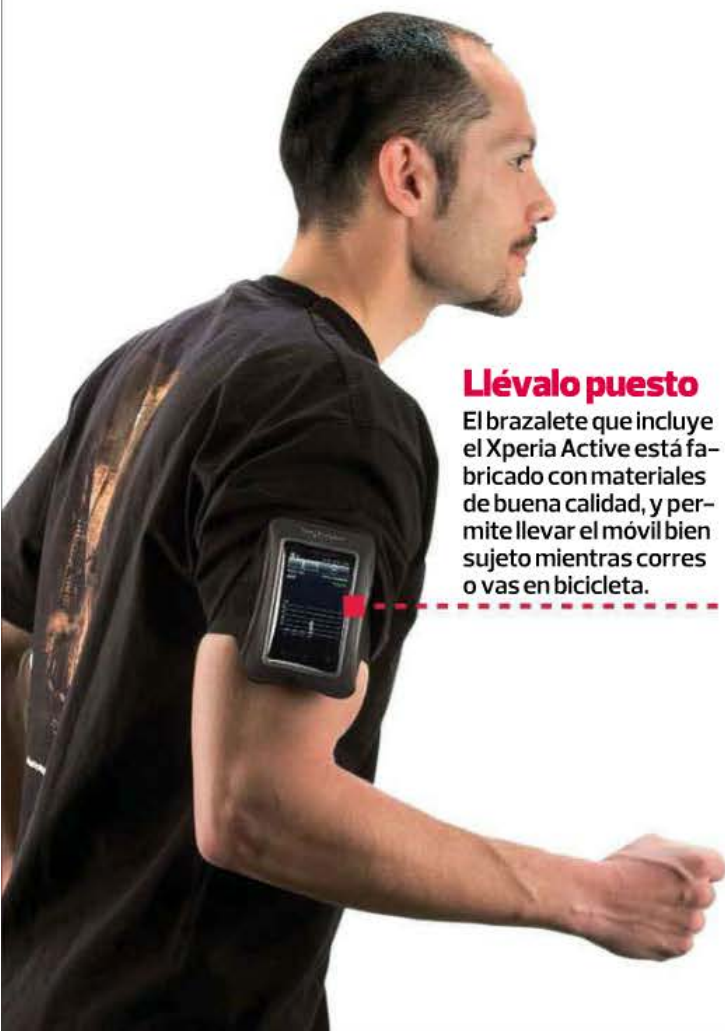 Llévalo puesto
El brazalete que incluye
el Xperia Active está fa-
bricado con materiales
de buena calidad, y per-
mite llevar el móvil bien
sujeto mientras corres
o vas en bicicleta.